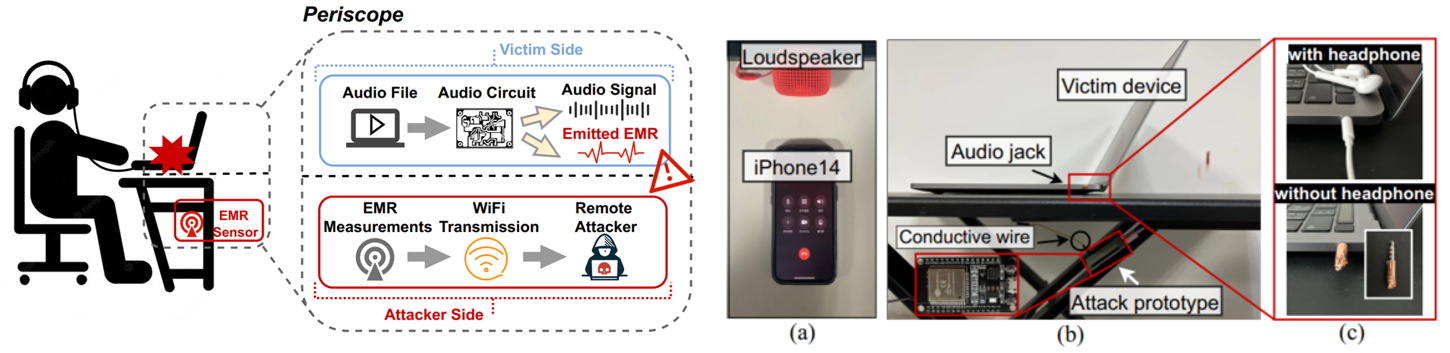 Periscope
Victim Side
Audio File
Audio Circuit
Audio Signal
Emitted EMR
EMR
Sensor
EMR
Measurements
WiFi
Transmission
Remote
Attacker
Attacker Side
Loudspeaker
iPhone14
(a)
Victim device
Audio jack
Conductive wire
Attack prototype
(b)
with headphone
without headphone
(c)